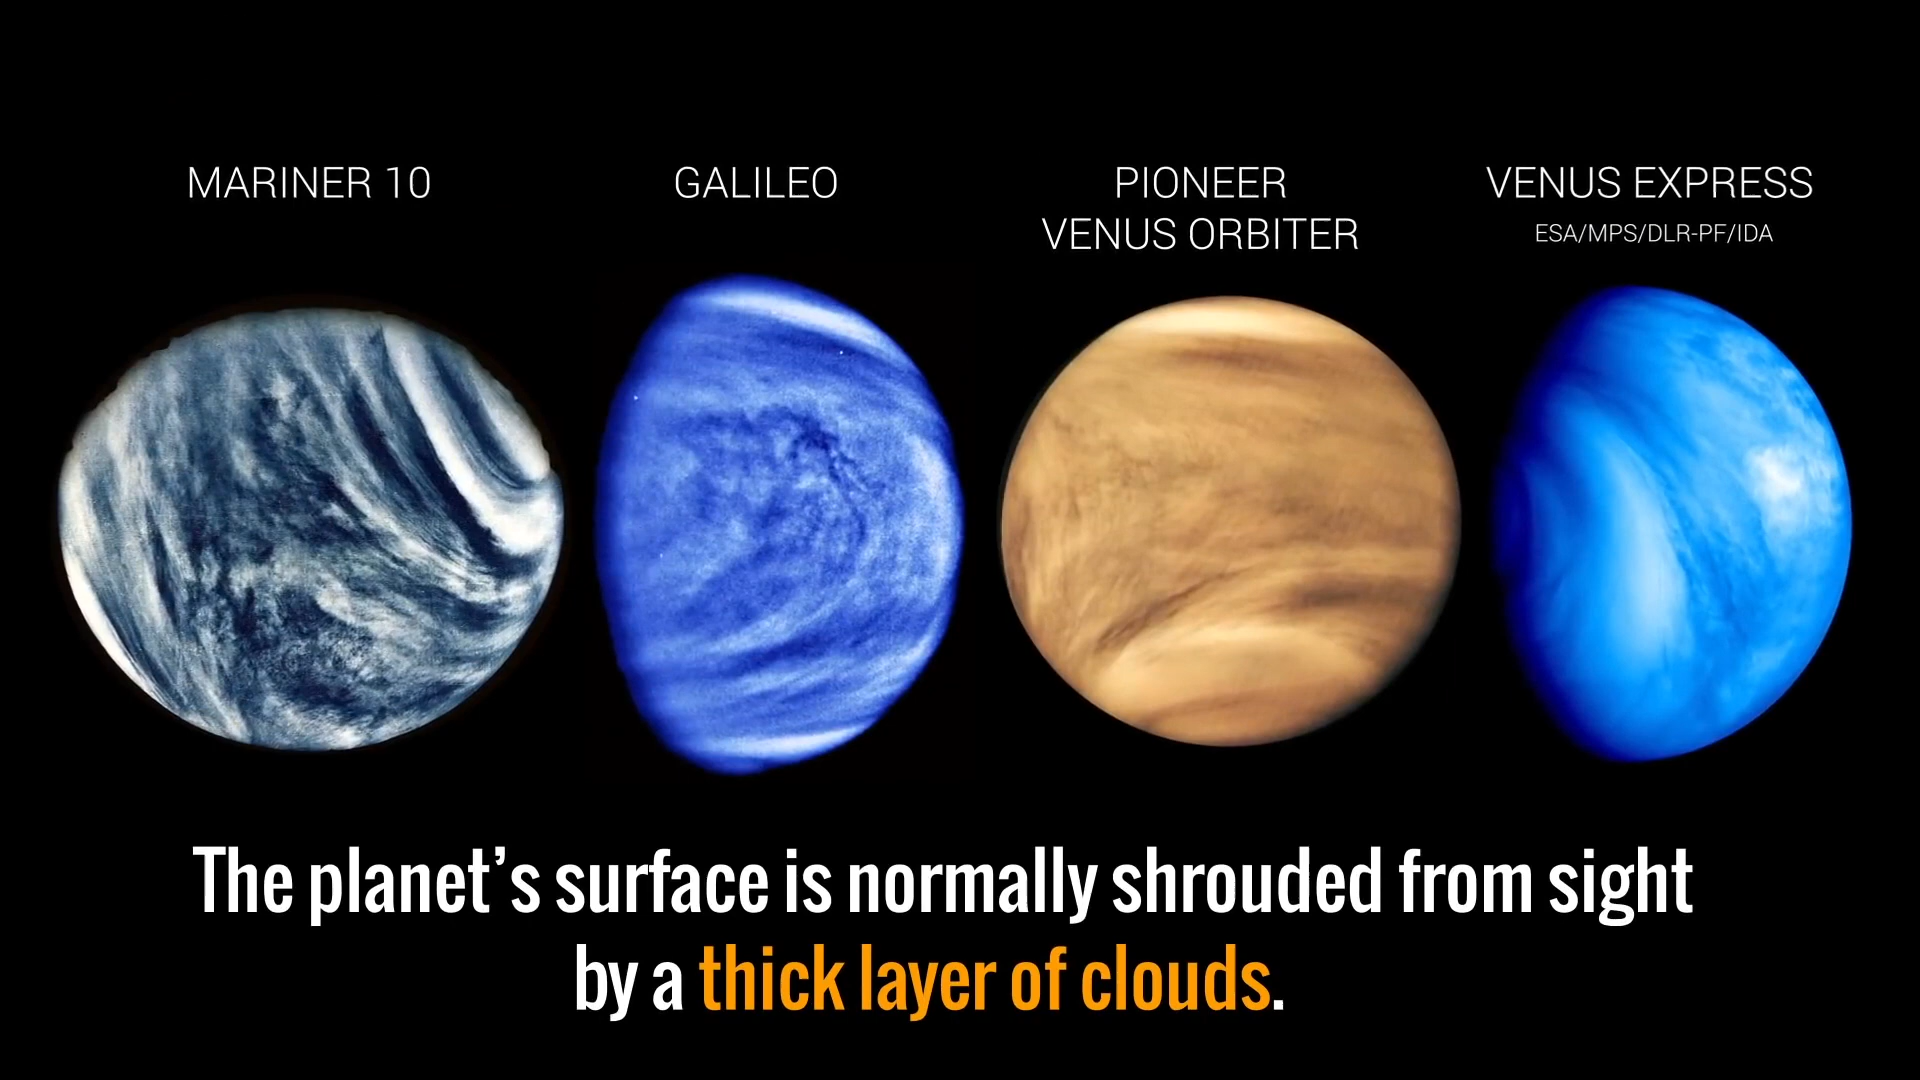 MARINER 10
GALILEO
PIONEER
VENUS ORBITER
VENUS EXPRESS
ESA/MPS/DLR-PF/IDA
The planet’s surface is normally shrouded from sight
by a thick layer of clouds.